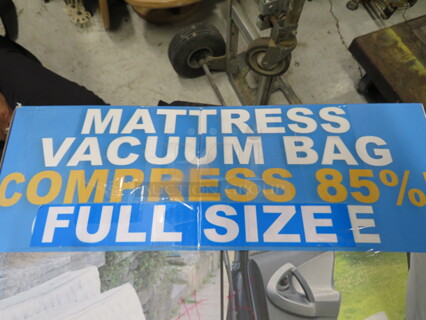 MATTRESS
VACUUM BAG
COMPRESS 85%!
FULL SIZE E